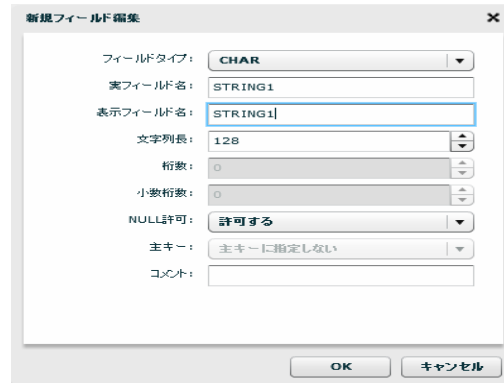 新規フィールド編集
フィールドタイプ: CHAR
実フィールド名: STRING1
表示フィールド名: STRING1
文字列長: 128
桁数: 0
小数桁数: 0
NULL許可: 許可する
主キー: 主キーに指定しない
コメント:
OK キャンセル